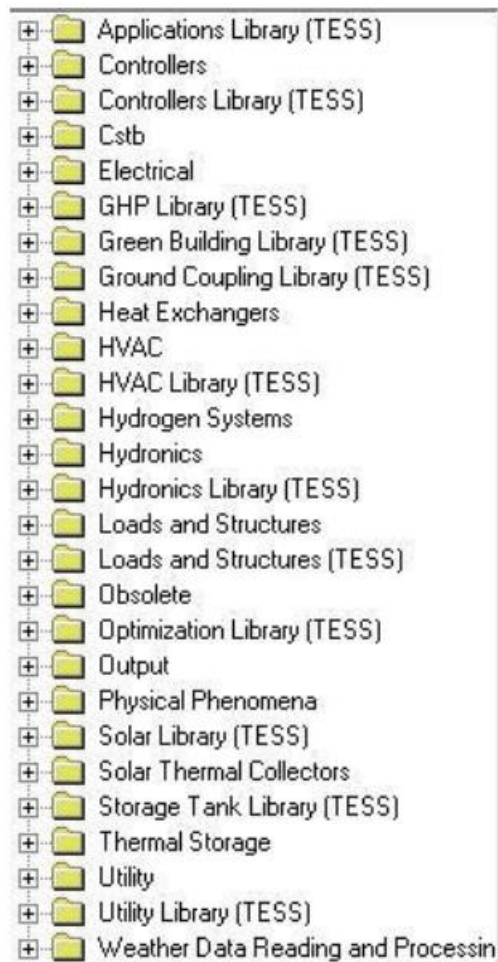 Applications Library (TESS)
Controllers
Controllers Library (TESS)
Cstb
Electrical
GHP Library (TESS)
Green Building Library (TESS)
Ground Coupling Library (TESS)
Heat Exchangers
HVAC
HVAC Library (TESS)
Hydrogen Systems
Hydronics
Hydronics Library (TESS)
Loads and Structures
Loads and Structures (TESS)
Obsolete
Optimization Library (TESS)
Output
Physical Phenomena
Solar Library (TESS)
Solar Thermal Collectors
Storage Tank Library (TESS)
Thermal Storage
Utility
Utility Library (TESS)
Weather Data Reading and Processin